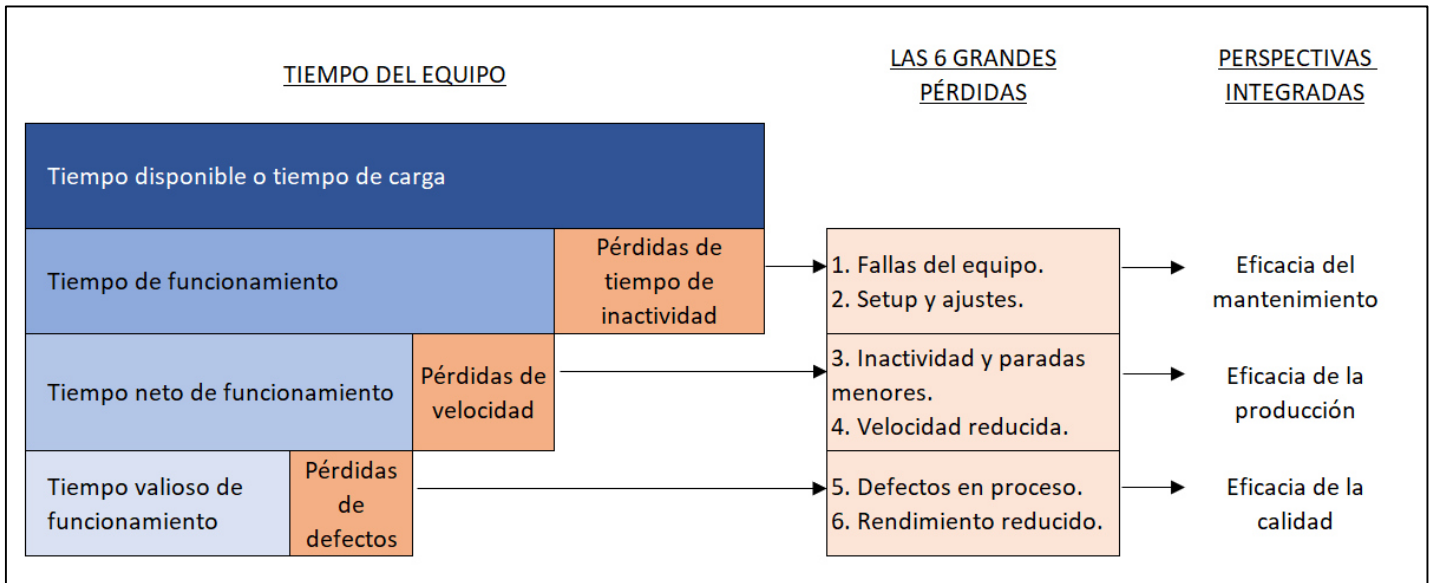 TIEMPO DEL EQUIPO
LAS 6 GRANDES
PÉRDIDAS
PERSPECTIVAS
INTEGRADAS
Tiempo disponible o tiempo de carga
Tiempo de funcionamiento
Pérdidas de
tiempo de
inactividad
1. Fallas del equipo.
2. Setup y ajustes.
Eficacia del
mantenimiento
Tiempo neto de funcionamiento
Pérdidas de
velocidad
3. Inactividad y paradas
menores.
4. Velocidad reducida.
Eficacia de la
producción
Tiempo valioso de
funcionamiento
Pérdidas
de
defectos
5. Defectos en proceso.
6. Rendimiento reducido.
Eficacia de la
calidad